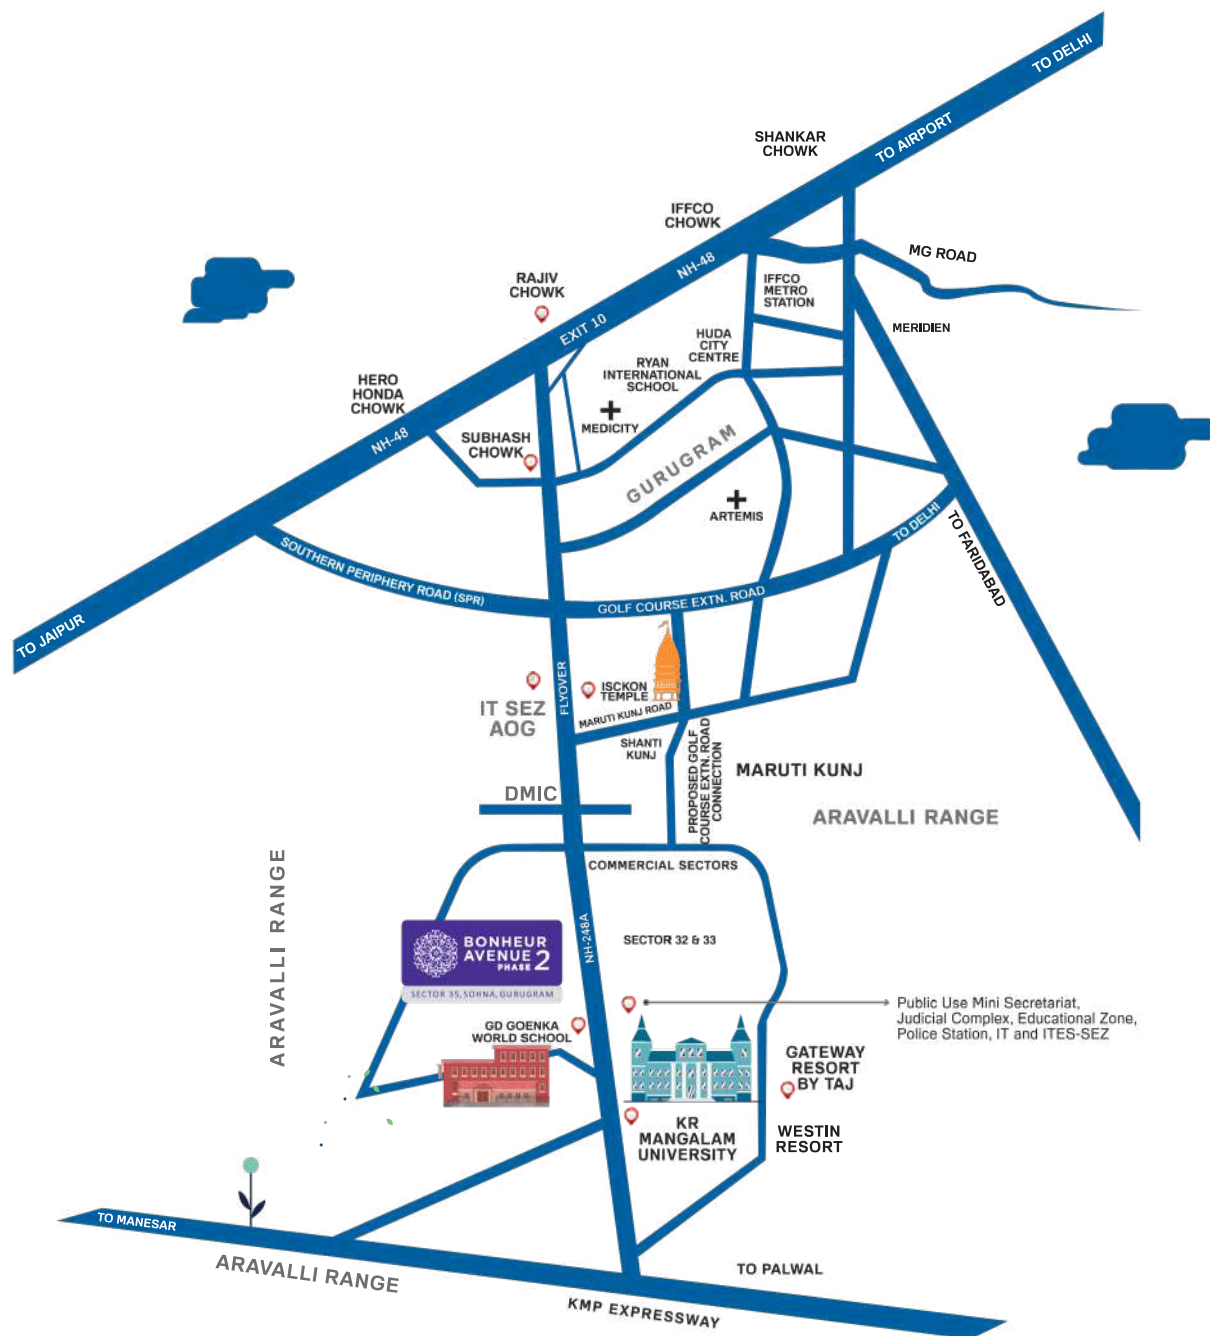 TO DELHI
TO AIRPORT
SHANKAR
CHOWK
IFFCO
CHOWK
MG ROAD
NH-48
RAJIV
CHOWK
IFFCO
METRO
STATION
EXIT 10
MERIDIEN
HUDA
CITY
CENTRE
RYAN
INTERNATIONAL
SCHOOL
HERO
HONDA
CHOWK
MEDICITY
NH-48
SUBHASH
CHOWK
GURUGRAM
ARTEMIS
TO DELHI
TO FARIDABAD
SOUTHERN PERIPHERY ROAD (SPR)
GOLF COURSE EXTN. ROAD
TO JAIPUR
FLYOVER
ISCKON
TEMPLE
IT SEZ
AOG
MARUTI KUNJ ROAD
SHANTI
KUNJ
PROPOSED GOLF
COURSE EXTN. ROAD
CONNECTION
MARUTI KUNJ
DMIC
ARAVALLI RANGE
COMMERCIAL SECTORS
ARAVALLI RANGE
NH-248A
BONHEUR
AVENUE
PHASE 2
SECTOR 35, SOHNA, GURUGRAM
SECTOR 32 & 33
Public Use Mini Secretariat,
Judicial Complex, Educational Zone,
Police Station, IT and ITES-SEZ
GD GOENKA
WORLD SCHOOL
GATEWAY
RESORT
BY TAJ
KR
MANGALAM
UNIVERSITY
WESTIN
RESORT
TO MANESAR
ARAVALLI RANGE
TO PALWAL
KMP EXPRESSWAY